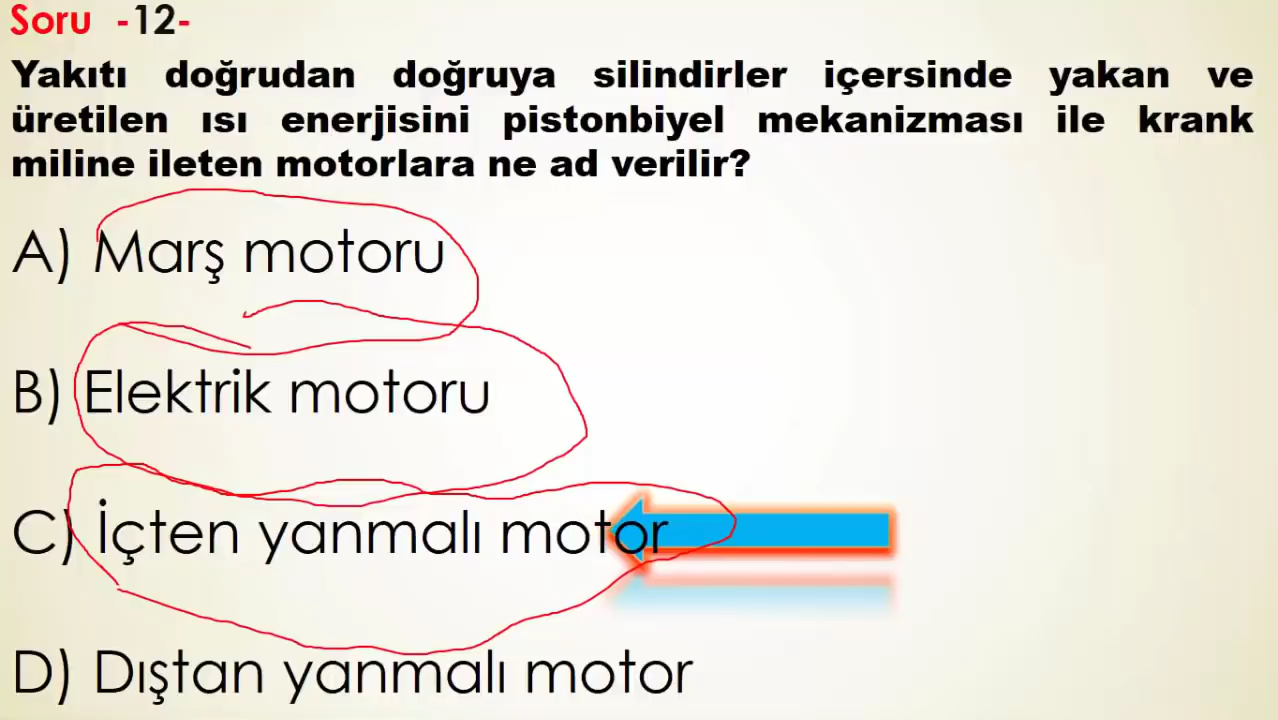 Soru -12-
Yakıtı doğrudan doğruya silindirler içersinde yakan ve
üretilen ısı enerjisini pistonbiyel mekanizması ile krank
miline ileten motorlara ne ad verilir?
A) Marş motoru
B) Elektrik motoru
C) İçten yanmalı motor
D) Dıştan yanmalı motor